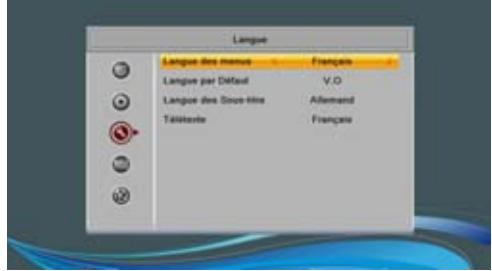 Langue
Langue des menus Français
Langue par Défaut V.O
Langue des Sous-titre Allemand
Télétexte Français